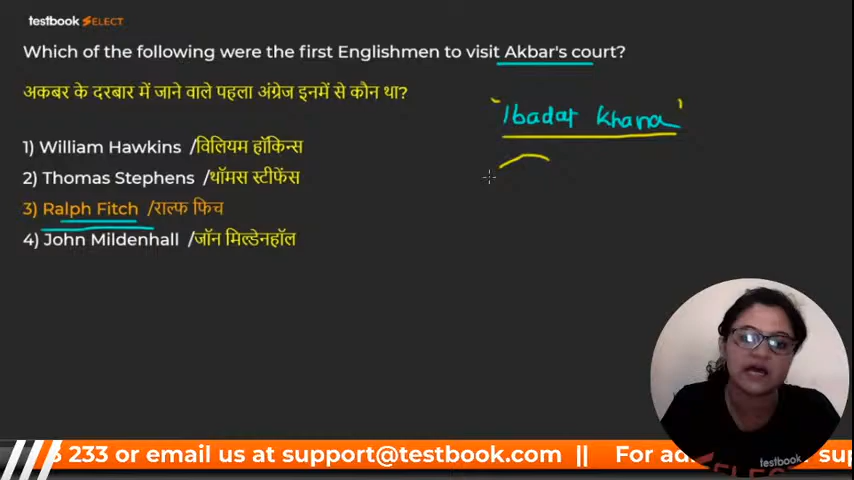 testbook SELECT
Which of the following were the first Englishmen to visit Akbar's court?
अकबर के दरबार में जाने वाले पहला अंग्रेज इनमें से कौन था?
'Ibadat Khana'
1) William Hawkins /विलियम हॉकिन्स
2) Thomas Stephens /थॉमस स्टीफेंस
3) Ralph Fitch /राल्फ फिच
4) John Mildenhall /जॉन मिल्डेनहॉल
testbook
SELECT
233 or email us at support@testbook.com || For